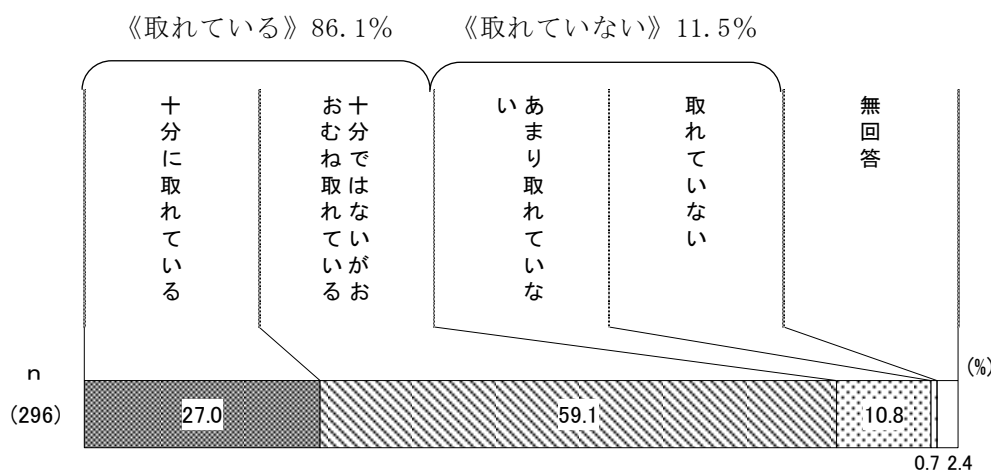 《取れている》86.1%
《取れていない》11.5%
十分に取れている
十分ではないがお
おむね取れている
あまり取れていな
い
取れていない
無回答
(%)
n
(296)
27.0
59.1
10.8
0.7
2.4